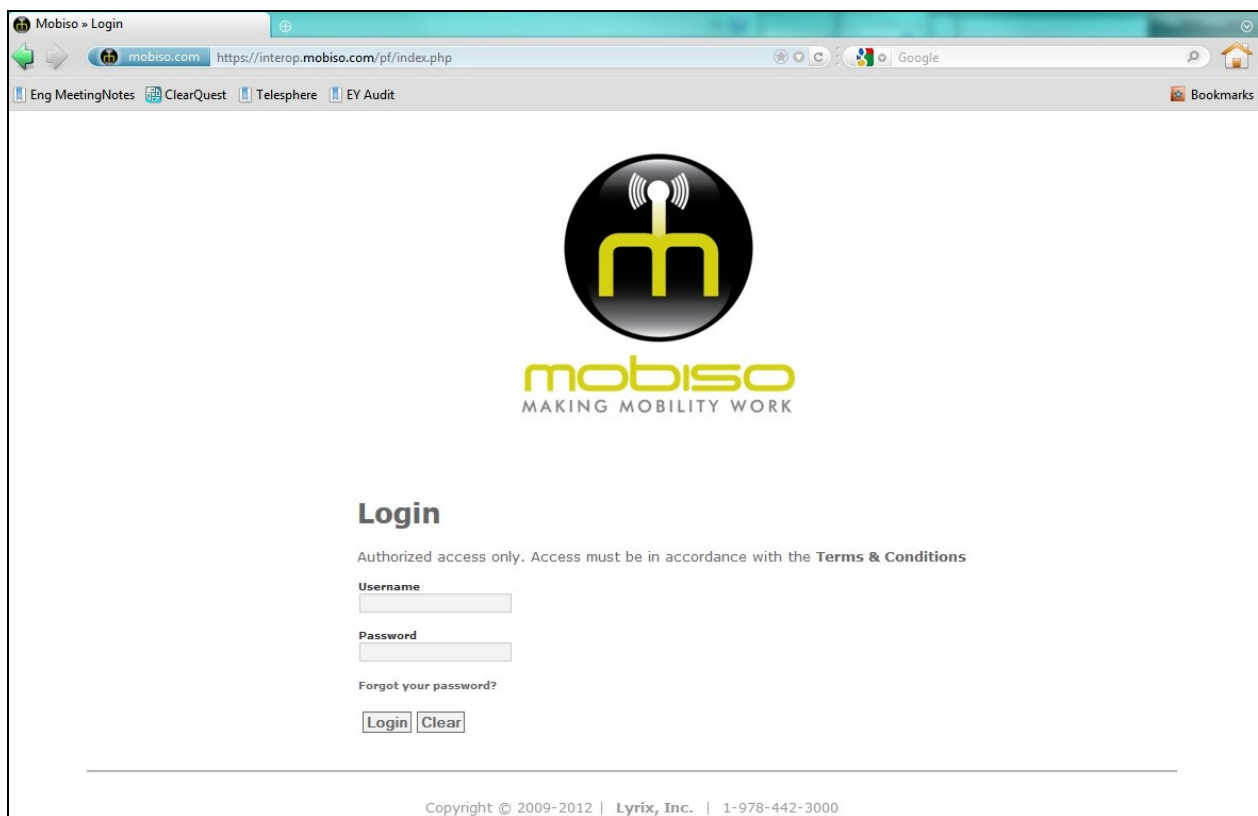 Mobiso » Login
mobiso.com https://interop.mobiso.com/pf/index.php Google
Eng MeetingNotes ClearQuest Telesphere EY Audit Bookmarks
m
mobiso
MAKING MOBILITY WORK
Login
Authorized access only. Access must be in accordance with the Terms & Conditions
Username
Password
Forgot your password?
Login Clear
Copyright © 2009-2012 | Lyrix, Inc. | 1-978-442-3000